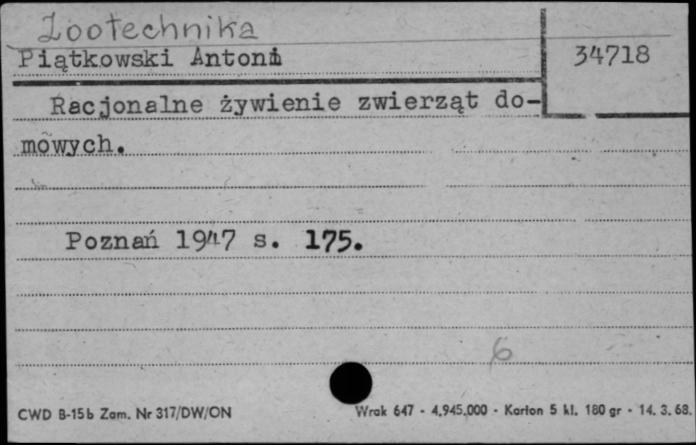 Zootechnika
Piątkowski Antoni
34718
Racjonalne żywienie zwierząt do-
mowych.
Poznań 1947 s. 175.
6
CWD B-15b Zam. Nr 317/DW/ON
Wrak 647 - 4.945.000 - Karton 5 kl. 180 gr - 14. 3. 68.